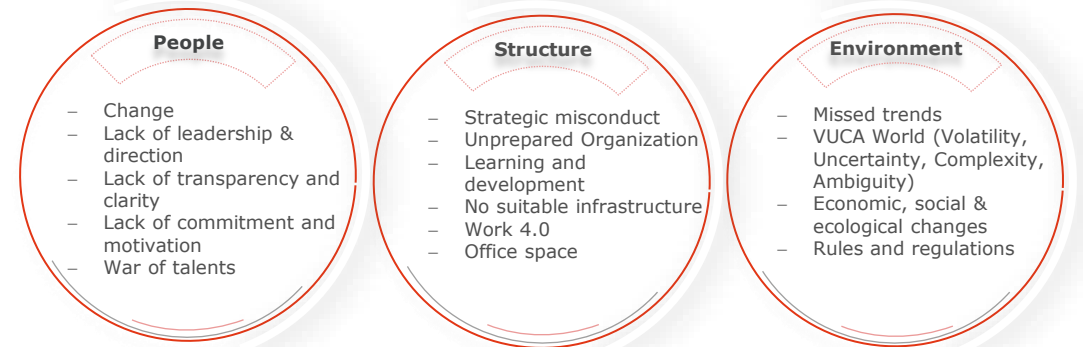 People
– Change
– Lack of leadership &
direction
– Lack of transparency and
clarity
– Lack of commitment and
motivation
– War of talents
Structure
– Strategic misconduct
– Unprepared Organization
– Learning and
development
– No suitable infrastructure
– Work 4.0
– Office space
Environment
– Missed trends
– VUCA World (Volatility,
Uncertainty, Complexity,
Ambiguity)
– Economic, social &
ecological changes
– Rules and regulations